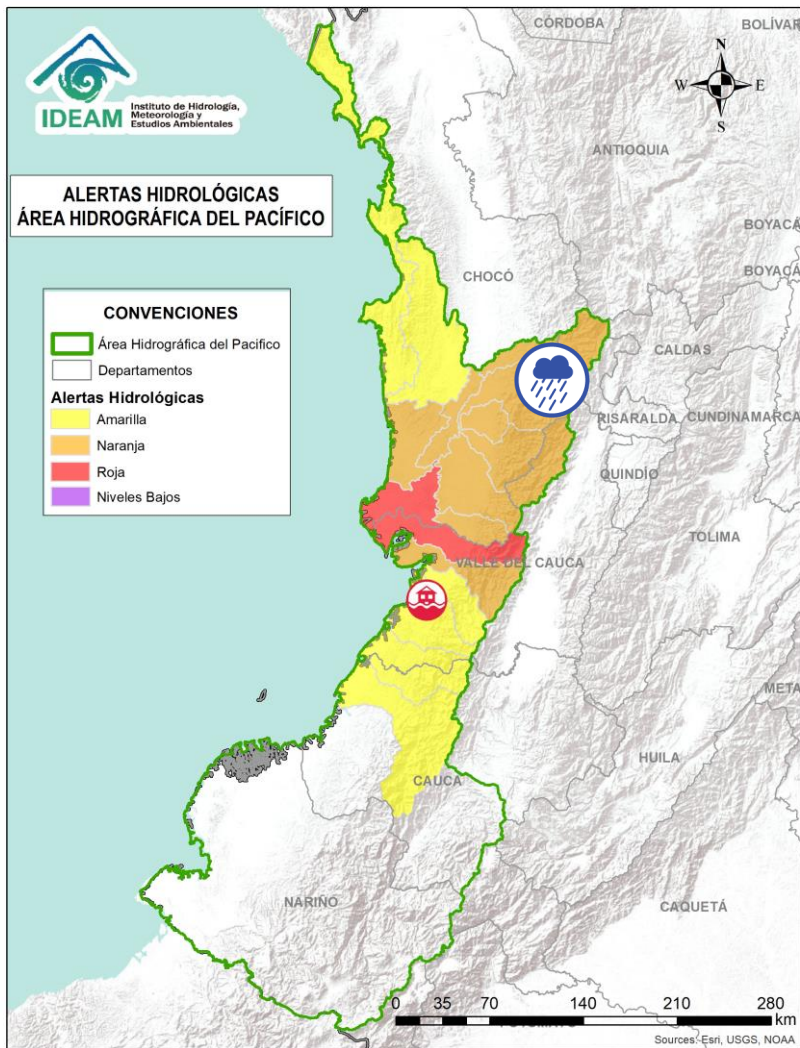 IDEAM
Instituto de Hidrología,
Meteorología y
Estudios Ambientales
ALERTAS HIDROLÓGICAS
ÁREA HIDROGRÁFICA DEL PACÍFICO
CONVENCIONES
Área Hidrográfica del Pacifico
Departamentos
Alertas Hidrológicas
Amarilla
Naranja
Roja
Niveles Bajos
CÓRDOBA
BOLÍVAR
N
W
E
S
ANTIOQUIA
BOYACÁ
BOYACÁ
CHOCÓ
CALDAS
RISARALDA
CUNDINAMARCA
QUINDÍO
TOLIMA
VALLE DEL CAUCA
META
HUILA
CAUCA
NARIÑO
CAQUETÁ
0 35 70 140 210 280
km
Sources: Esri, USGS, NOAA